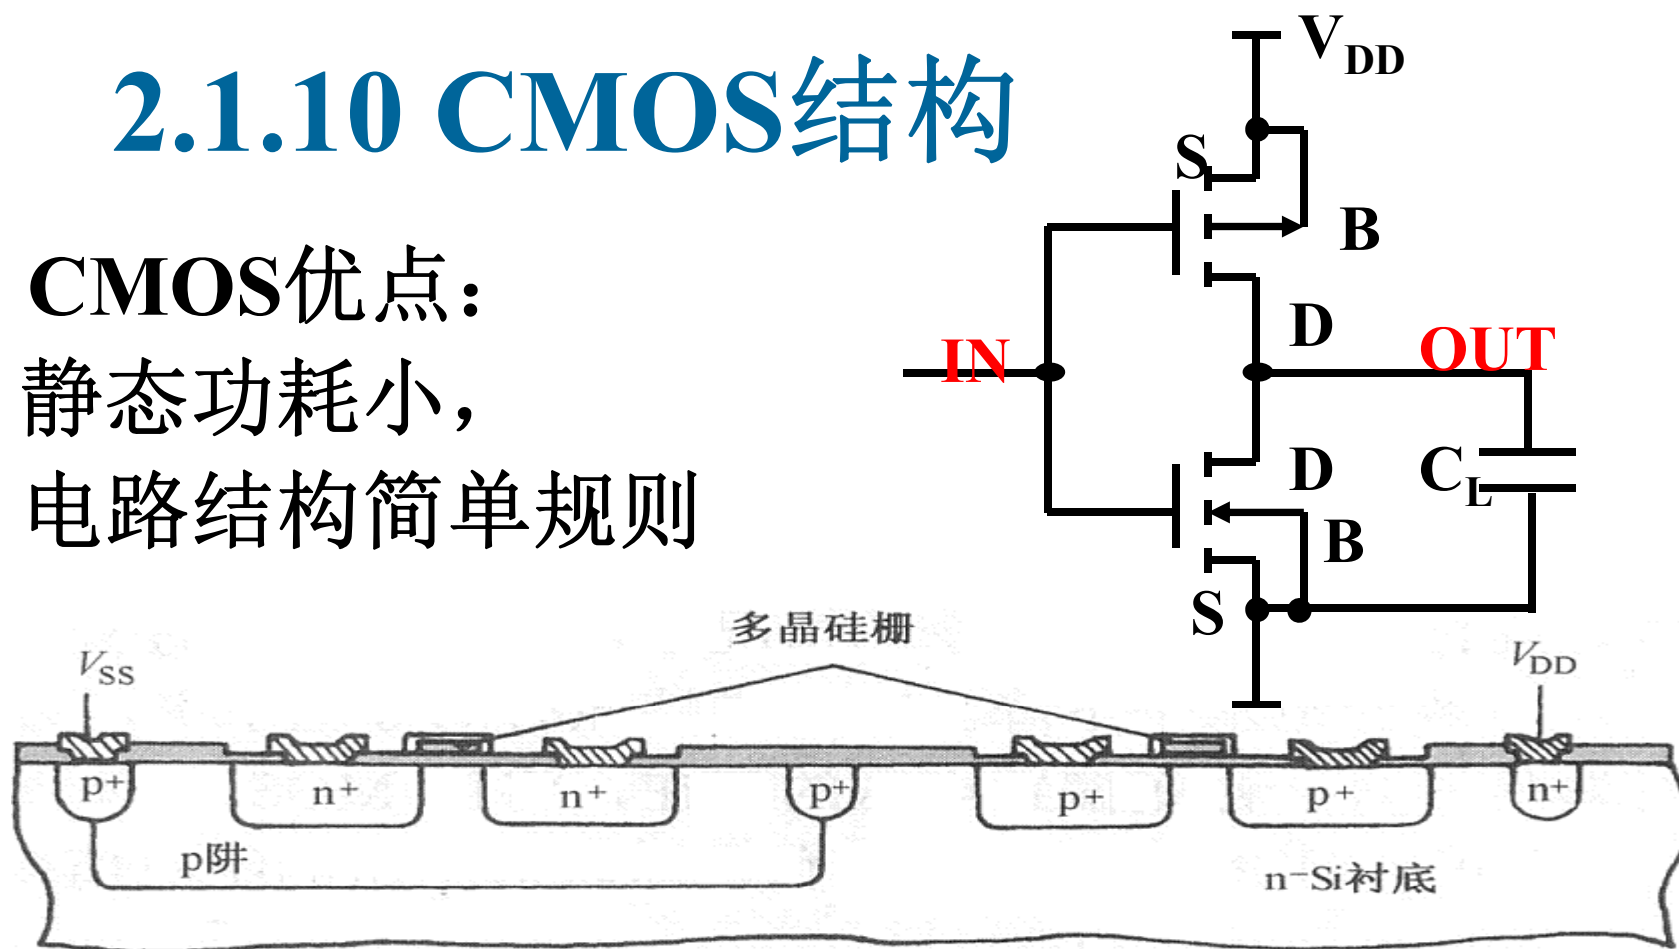 2.1.10 CMOS结构
CMOS优点：
静态功耗小，
电路结构简单规则
VDD
S
B
D
IN
OUT
D
CL
B
S
多晶硅栅
VSS
VDD
p+
n+
n+
p+
p+
p+
n+
p阱
n-Si衬底